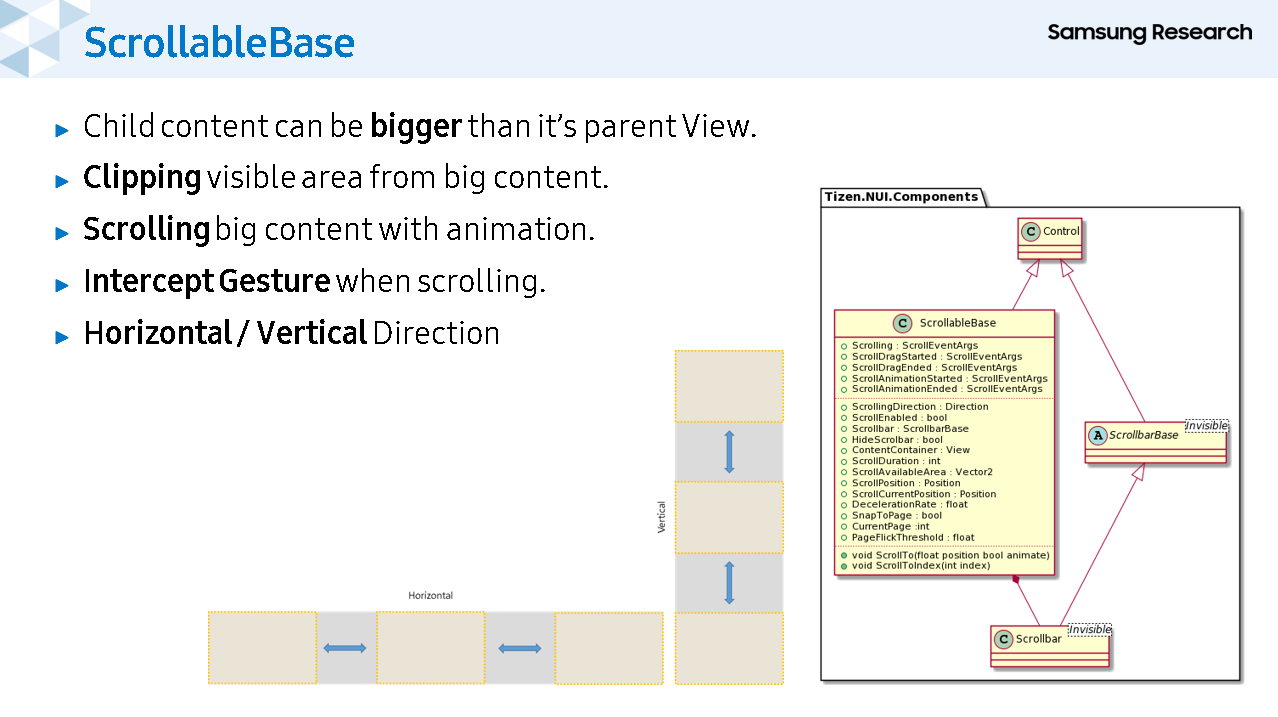 ScrollableBase
Samsung Research
► Child content can be bigger than it's parent View.
► Clipping visible area from big content.
► Scrolling big content with animation.
► Intercept Gesture when scrolling.
► Horizontal / Vertical Direction
Horizontal
Vertical
Tizen.NUI.Components
C Control
C ScrollableBase
Scrolling : ScrollEventArgs
ScrollDragStarted : ScrollEventArgs
ScrollDragEnded : ScrollEventArgs
ScrollAnimationStarted : ScrollEventArgs
ScrollAnimationEnded : ScrollEventArgs
ScrollingDirection : Direction
ScrollEnabled : bool
Scrollbar : ScrollbarBase
HideScrolbar : bool
ContentContainer : View
ScrollDuration : int
ScrollAvailableArea : Vector2
ScrollPosition : Position
ScrollCurrentPosition : Position
DecelerationRate : float
SnapToPage : bool
CurrentPage :int
PageFlickThreshold : float
void ScrollTo(float position bool animate)
void ScrollToIndex(int index)
Invisible
A ScrollbarBase
Invisible
C Scrollbar